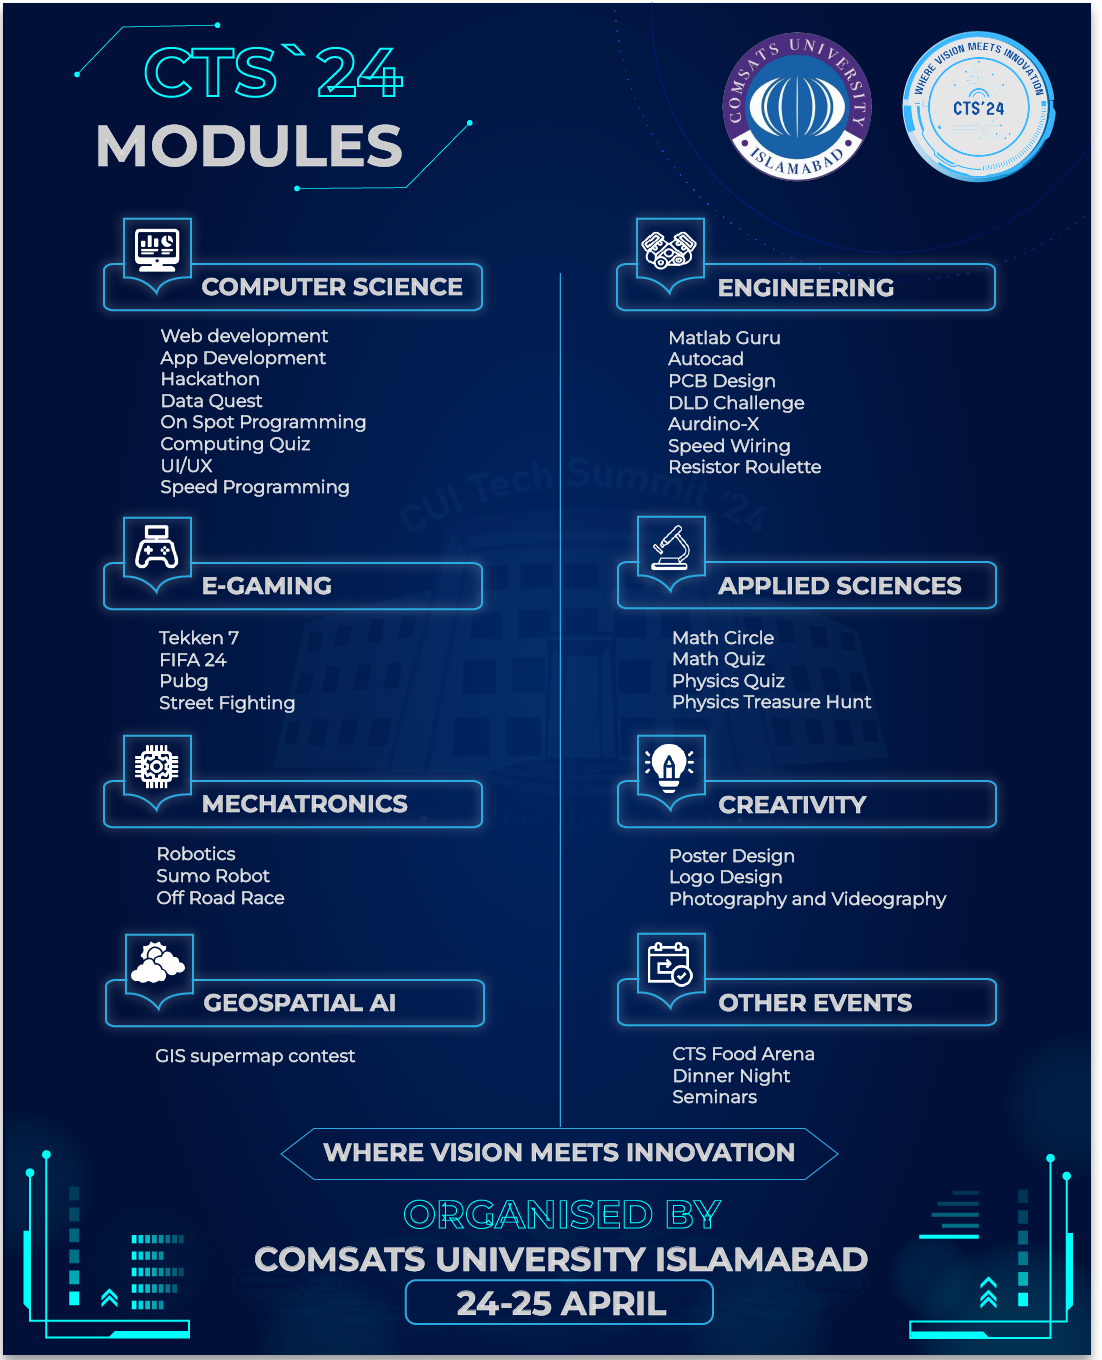 CTS`24
MODULES
COMSATS UNIVERSITY
ISLAMABAD
WHERE VISION MEETS INNOVATION
CTS'24
COMPUTER SCIENCE
Web development
App Development
Hackathon
Data Quest
On Spot Programming
Computing Quiz
UI/UX
Speed Programming
E-GAMING
Tekken 7
FIFA 24
Pubg
Street Fighting
MECHATRONICS
Robotics
Sumo Robot
Off Road Race
GEOSPATIAL AI
GIS supermap contest
ENGINEERING
Matlab Guru
Autocad
PCB Design
DLD Challenge
Aurdino-X
Speed Wiring
Resistor Roulette
APPLIED SCIENCES
Math Circle
Math Quiz
Physics Quiz
Physics Treasure Hunt
CREATIVITY
Poster Design
Logo Design
Photography and Videography
OTHER EVENTS
CTS Food Arena
Dinner Night
Seminars
CUI Tech Summit '24
WHERE VISION MEETS INNOVATION
ORGANISED BY
COMSATS UNIVERSITY ISLAMABAD
24-25 APRIL